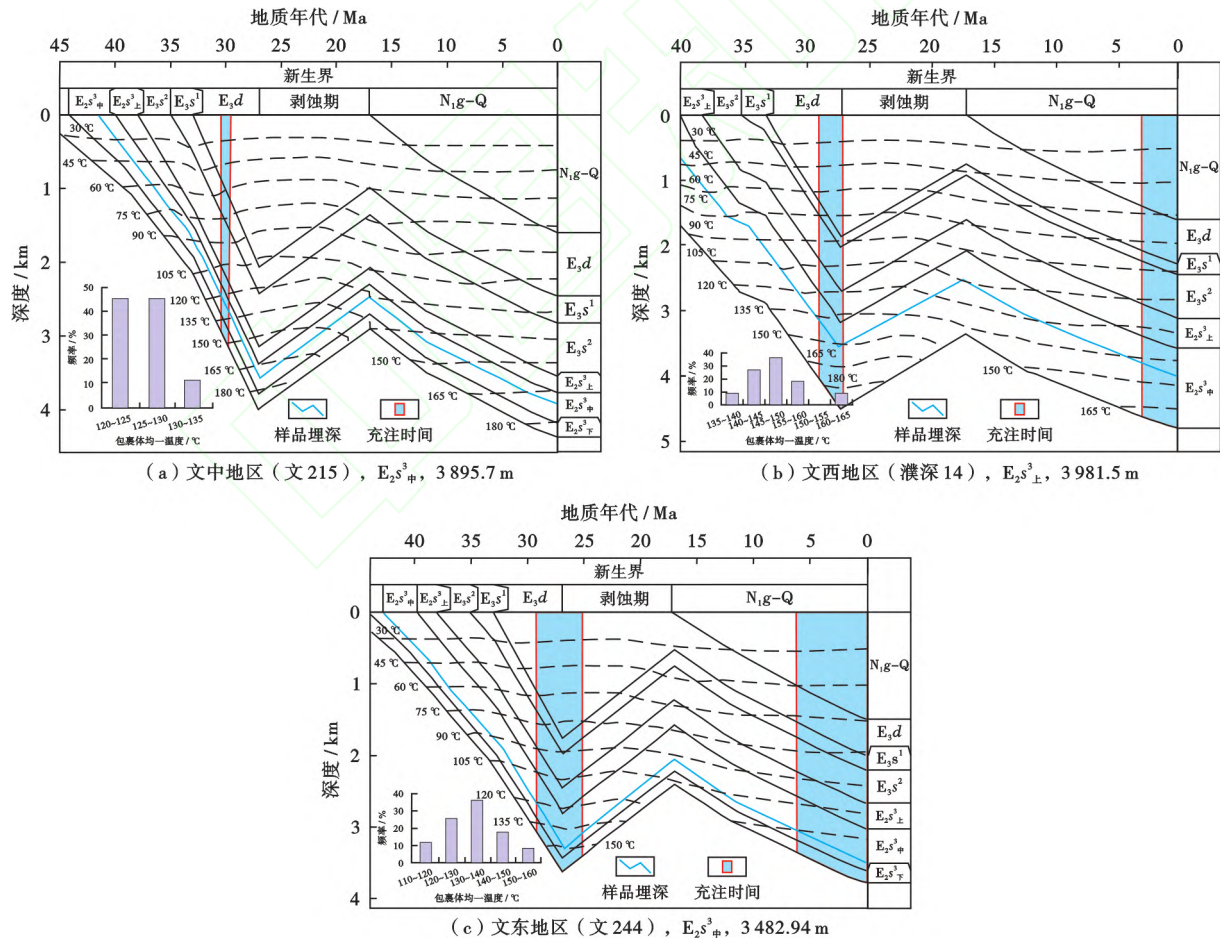 地质年代 / Ma
45 40 35 30 25 20 15 10 5 0
新生界
E₂s³中 E₂s³上 E₃s² E₃s¹ E₃d 剥蚀期 N₁g-Q
深度 / km
0
1
2
3
4
30 ℃
45 ℃
60 ℃
75 ℃
90 ℃
105 ℃
120 ℃
135 ℃
150 ℃
165 ℃
180 ℃
150 ℃
165 ℃
180 ℃
N₁g-Q
E₃d
E₃s¹
E₃s²
E₂s³上
E₂s³中
E₂s³下
频率 / %
50
40
30
20
10
0
120~125
125~130
130~135
包裹体均一温度 / ℃
样品埋深 充注时间
(a) 文中地区(文 215), E₂s³中, 3 895.7 m
地质年代 / Ma
40 35 30 25 20 15 10 5 0
新生界
E₂s³上 E₃s² E₃s¹ E₃d 剥蚀期 N₁g-Q
深度 / km
0
1
2
3
4
5
30 ℃
45 ℃
60 ℃
75 ℃
90 ℃
105 ℃
120 ℃
135 ℃
150 ℃
165 ℃
180 ℃
150 ℃
165 ℃
N₁g-Q
E₃d
E₃s¹
E₃s²
E₂s³上
E₂s³中
频率 / %
40
30
20
10
0
135~140
140~145
145~150
150~160
155~160
160~165
包裹体均一温度 / ℃
样品埋深 充注时间
(b) 文西地区(濮深 14), E₂s³上, 3 981.5 m
地质年代 / Ma
40 35 30 25 20 15 10 5 0
新生界
E₂s³中 E₂s³上 E₃s² E₃s¹ E₃d 剥蚀期 N₁g-Q
深度 / km
0
1
2
3
4
30 ℃
45 ℃
60 ℃
75 ℃
90 ℃
105 ℃
120 ℃
135 ℃
150 ℃
N₁g-Q
E₃d
E₃s¹
E₃s²
E₂s³上
E₂s³中
E₂s³下
频率 / %
40
30
20
10
0
110~120
120~130
130~140
140~150
150~160
包裹体均一温度 / ℃
样品埋深 充注时间
(c) 文东地区(文 244), E₂s³中, 3 482.94 m